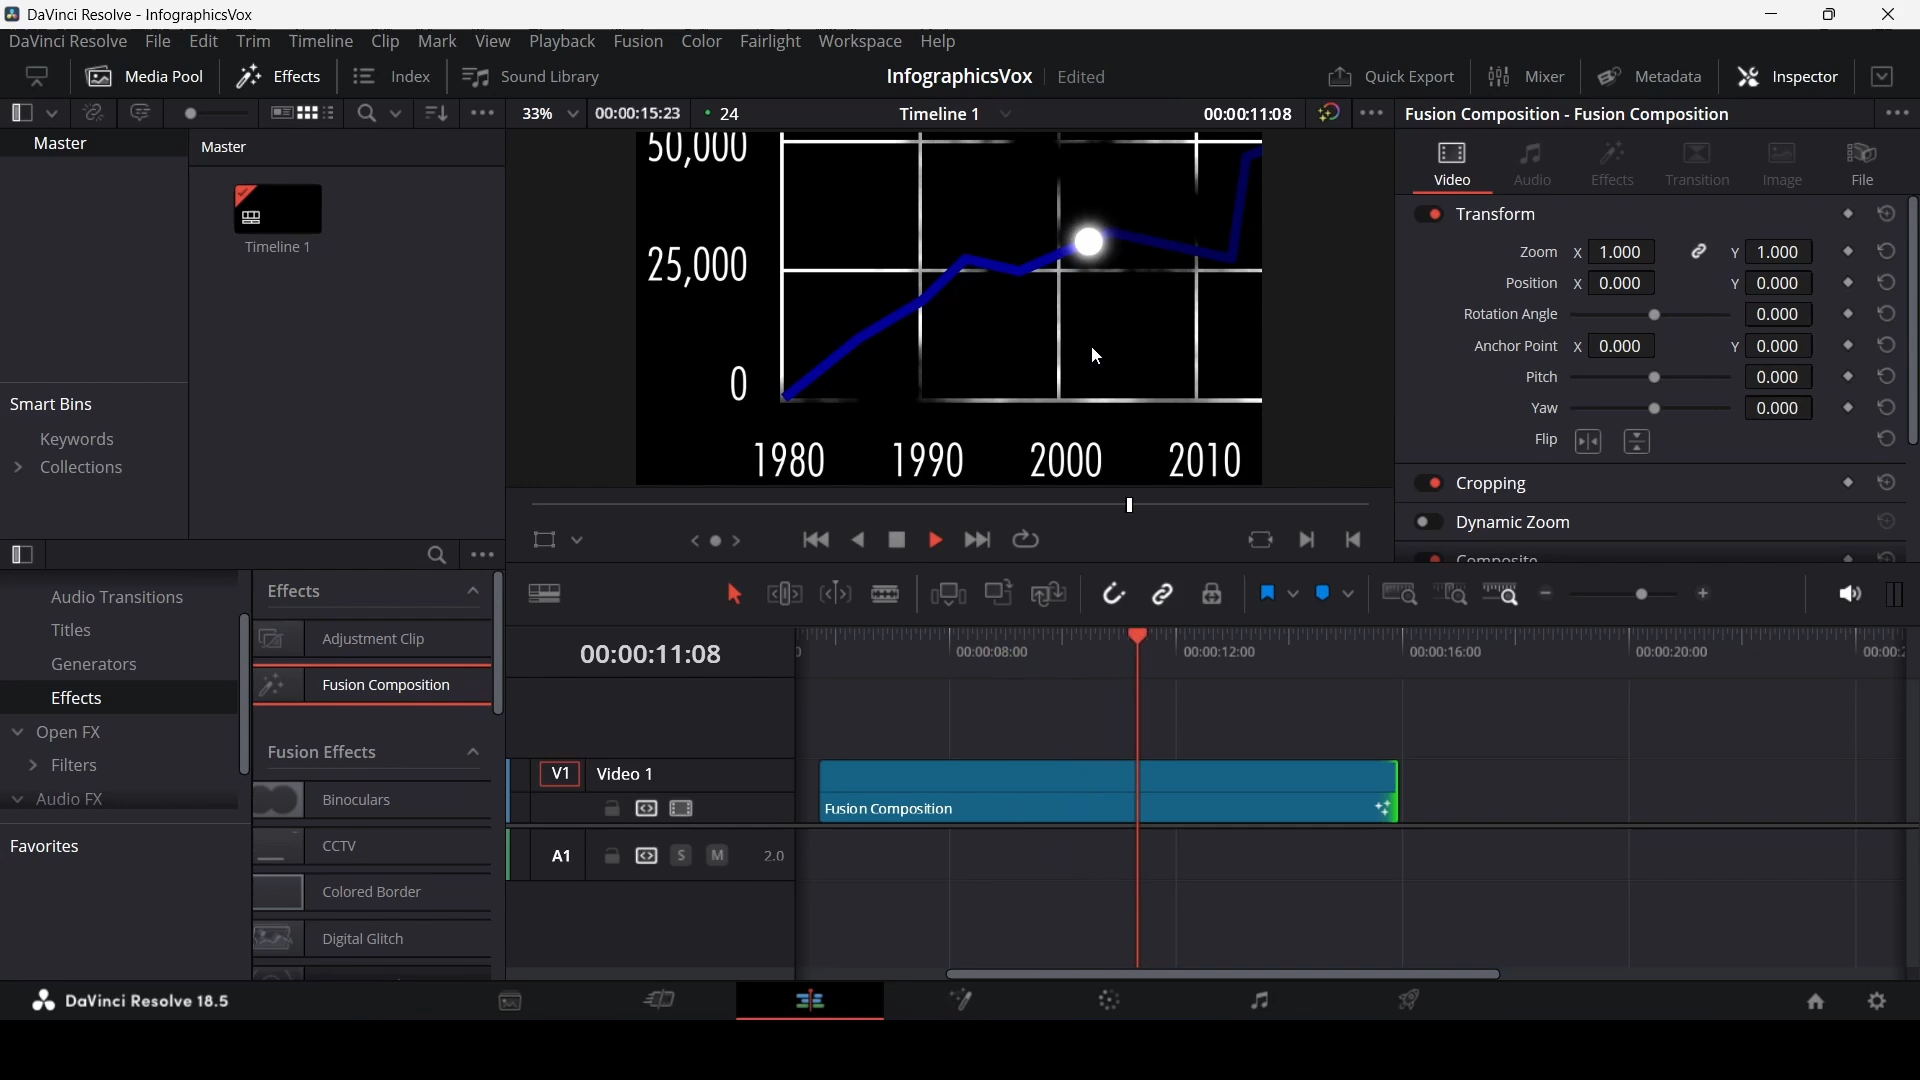 DaVinci Resolve - InfographicsVox
DaVinci Resolve File Edit Trim Timeline Clip Mark View Playback Fusion Color Fairlight Workspace Help
Media Pool Effects Index Sound Library InfographicsVox Edited Quick Export Mixer Metadata Inspector
33% 00:00:15:23 24 Timeline 1 00:00:11:08 Fusion Composition - Fusion Composition
Master Master
Timeline 1
Smart Bins
Keywords
Collections
50,000
25,000
0
1980 1990 2000 2010
Video Audio Effects Transition Image File
Transform
Zoom X 1.000 Y 1.000
Position X 0.000 Y 0.000
Rotation Angle 0.000
Anchor Point X 0.000 Y 0.000
Pitch 0.000
Yaw 0.000
Flip
Cropping
Dynamic Zoom
Composite
Audio Transitions
Titles
Generators
Effects
Open FX
Filters
Audio FX
Favorites
Effects
Adjustment Clip
Fusion Composition
Fusion Effects
Binoculars
CCTV
Colored Border
Digital Glitch
00:00:11:08
00:00:08:00 00:00:12:00 00:00:16:00 00:00:20:00
V1 Video 1
Fusion Composition
A1 S M 2.0
DaVinci Resolve 18.5